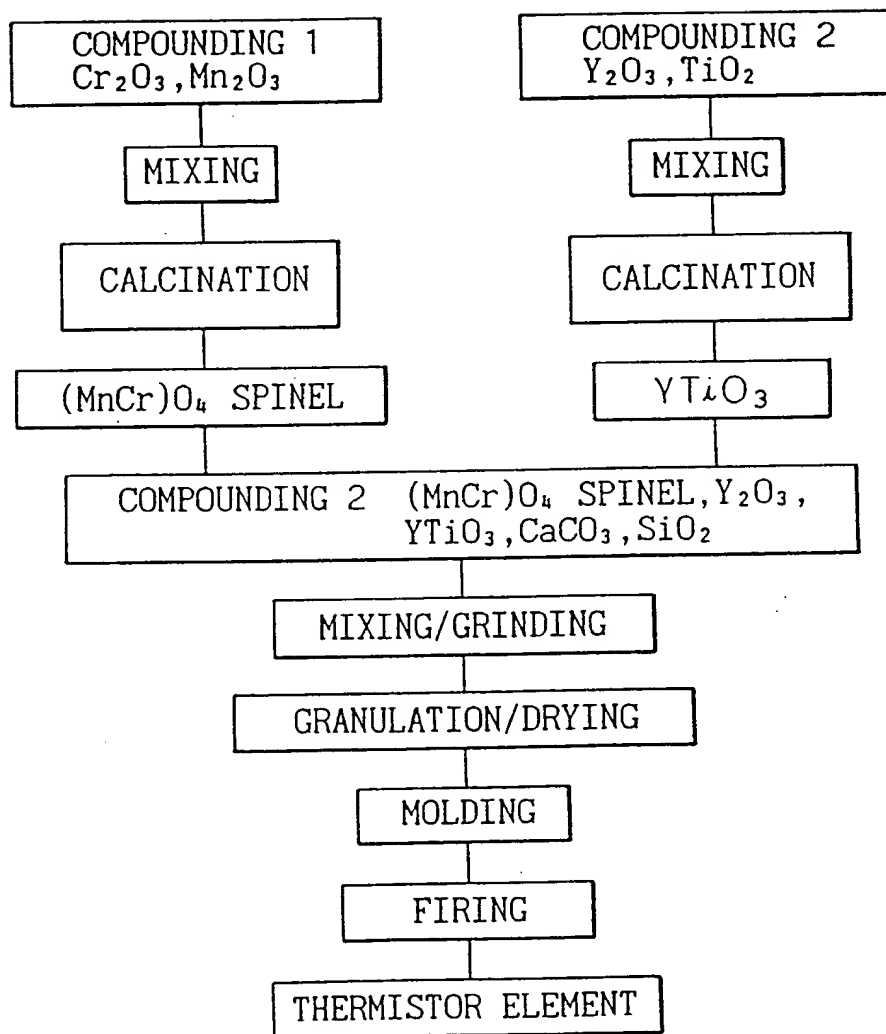 COMPOUNDING 1
Cr₂O₃,Mn₂O₃
MIXING
CALCINATION
(MnCr)O₄ SPINEL
COMPOUNDING 2
Y₂O₃,TiO₂
MIXING
CALCINATION
YTiO₃
COMPOUNDING 2 (MnCr)O₄ SPINEL,Y₂O₃,
YTiO₃,CaCO₃,SiO₂
MIXING/GRINDING
GRANULATION/DRYING
MOLDING
FIRING
THERMISTOR ELEMENT